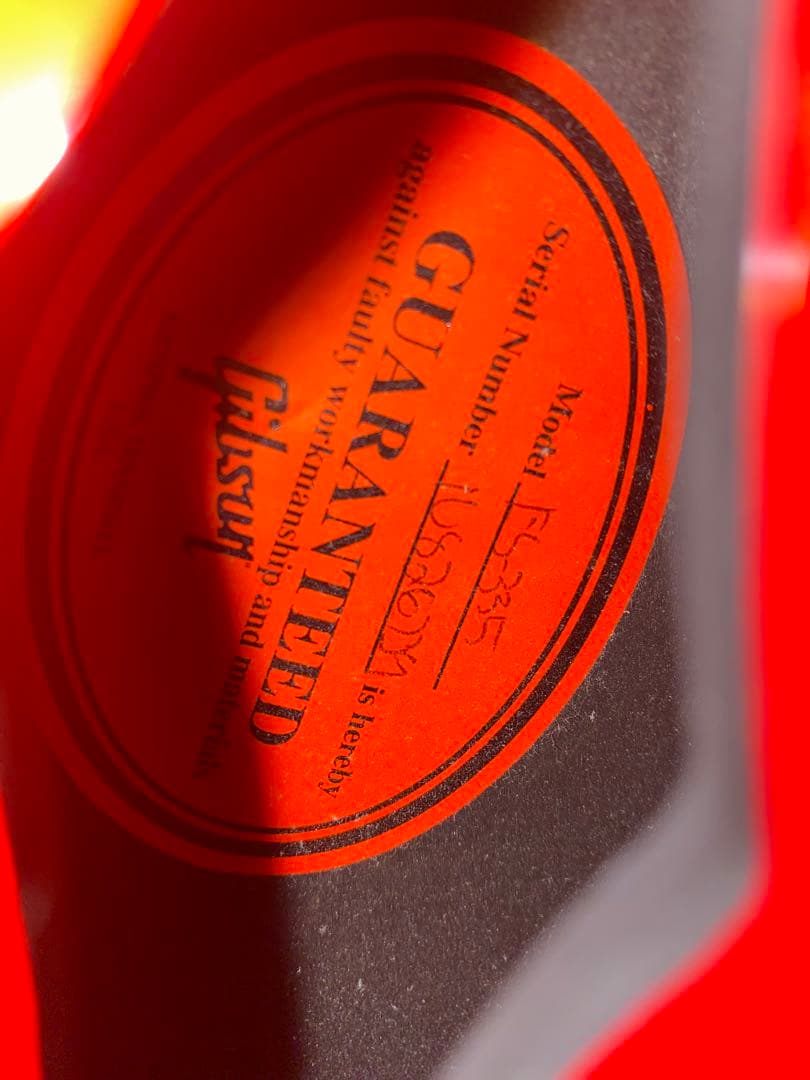 Model ES-335
Serial Number is hereby
GUARANTEED
against faulty workmanship and materials
Gibson